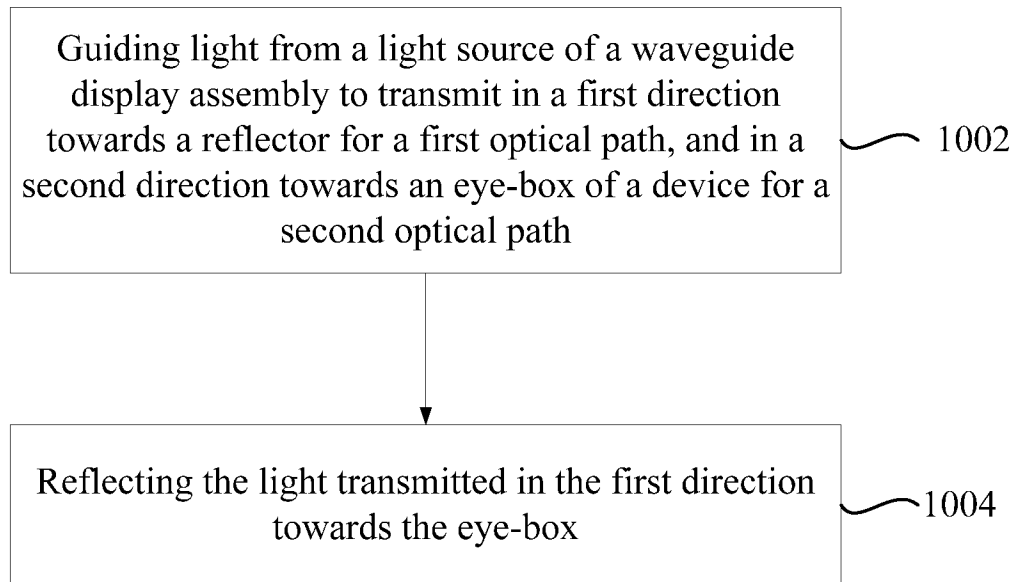 Guiding light from a light source of a waveguide
display assembly to transmit in a first direction
towards a reflector for a first optical path, and in a
second direction towards an eye-box of a device for a
second optical path
1002
Reflecting the light transmitted in the first direction
towards the eye-box
1004